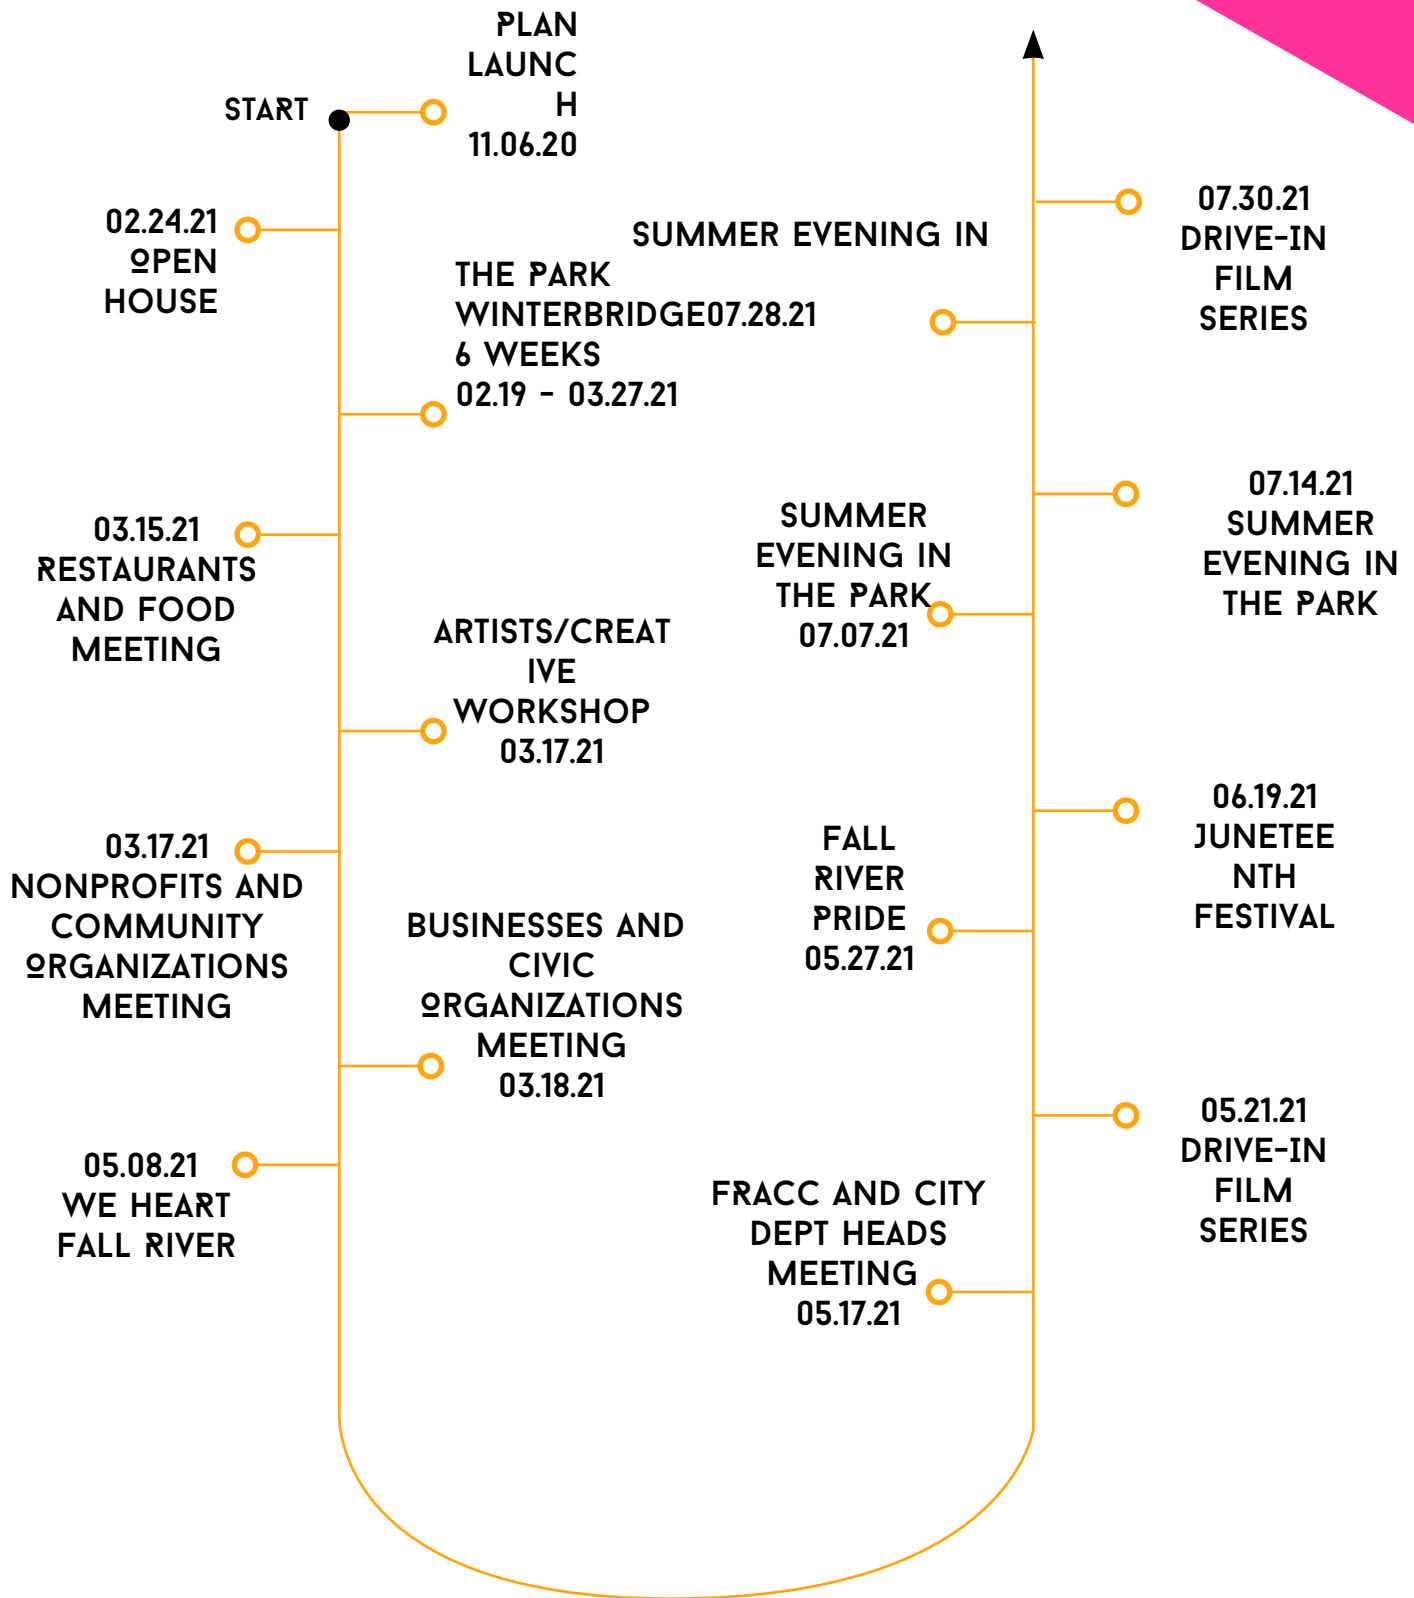 PLAN
LAUNC
H
11.06.20
START
02.24.21
OPEN
HOUSE
SUMMER EVENING IN
THE PARK
WINTERBRIDGE07.28.21
6 WEEKS
02.19 - 03.27.21
03.15.21
RESTAURANTS
AND FOOD
MEETING
ARTISTS/CREAT
IVE
WORKSHOP
03.17.21
03.17.21
NONPROFITS AND
COMMUNITY
ORGANIZATIONS
MEETING
BUSINESSES AND
CIVIC
ORGANIZATIONS
MEETING
03.18.21
05.08.21
WE HEART
FALL RIVER
FRACC AND CITY
DEPT HEADS
MEETING
05.17.21
05.21.21
DRIVE-IN
FILM
SERIES
FALL
RIVER
PRIDE
05.27.21
06.19.21
JUNETEE
NTH
FESTIVAL
SUMMER
EVENING IN
THE PARK
07.07.21
07.14.21
SUMMER
EVENING IN
THE PARK
07.30.21
DRIVE-IN
FILM
SERIES